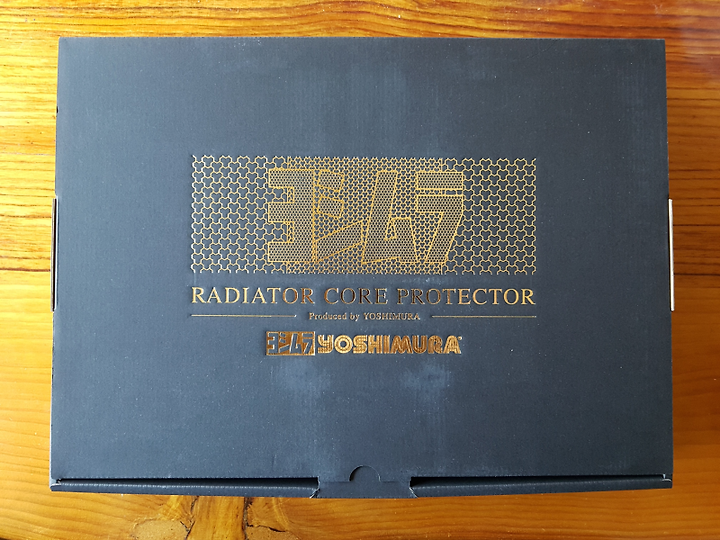 ヨシムラ
RADIATOR CORE PROTECTOR
Produced by YOSHIMURA
ヨシムラ YOSHIMURA